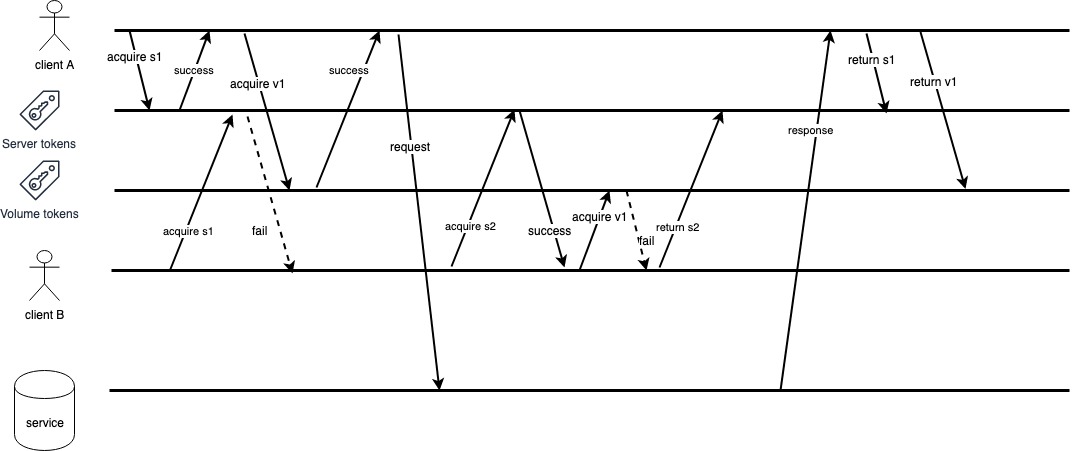 client A
acquire s1
success
acquire v1
success
return s1
return v1
Server tokens
request
response
Volume tokens
acquire s1
fail
acquire s2
success
acquire v1
fail
return s2
client B
service